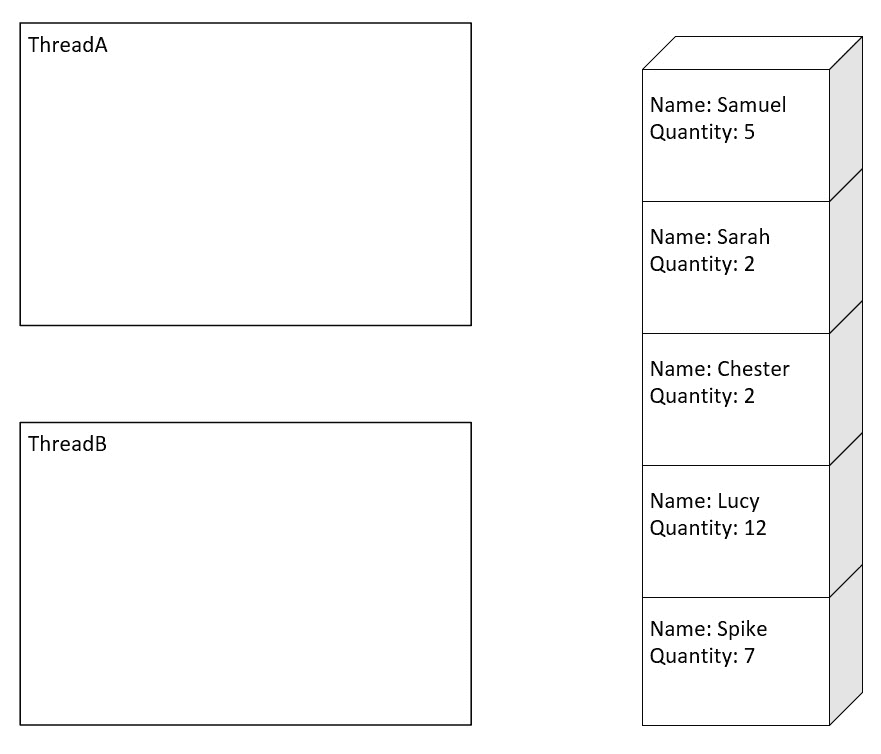 ThreadA
ThreadB
Name: Samuel
Quantity: 5
Name: Sarah
Quantity: 2
Name: Chester
Quantity: 2
Name: Lucy
Quantity: 12
Name: Spike
Quantity: 7